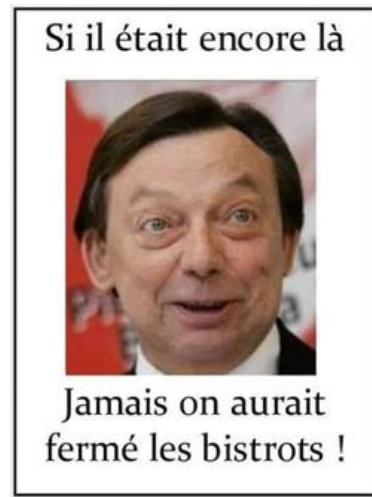 Si il était encore là
Jamais on aurait
fermé les bistrots !